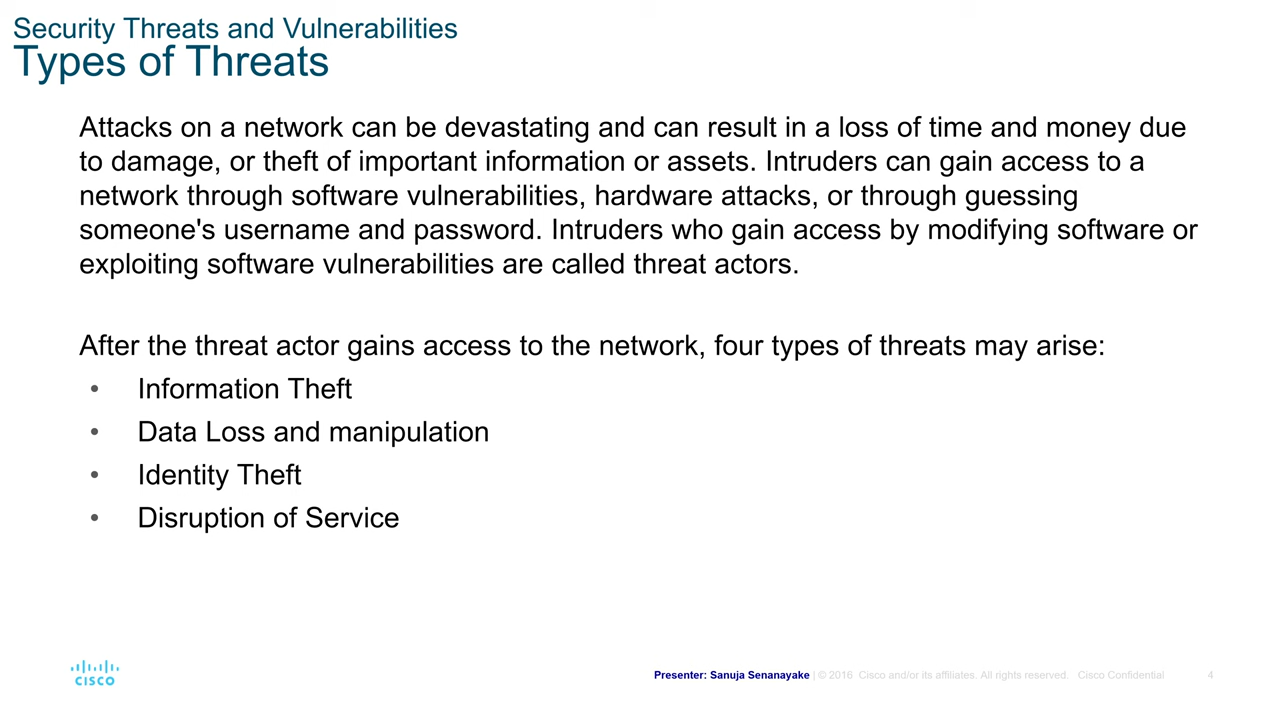 Security Threats and Vulnerabilities
Types of Threats
Attacks on a network can be devastating and can result in a loss of time and money due
to damage, or theft of important information or assets. Intruders can gain access to a
network through software vulnerabilities, hardware attacks, or through guessing
someone's username and password. Intruders who gain access by modifying software or
exploiting software vulnerabilities are called threat actors.
After the threat actor gains access to the network, four types of threats may arise:
• Information Theft
• Data Loss and manipulation
• Identity Theft
• Disruption of Service
CISCO
Presenter: Sanuja Senanayake | © 2016 Cisco and/or its affiliates. All rights reserved. Cisco Confidential 4